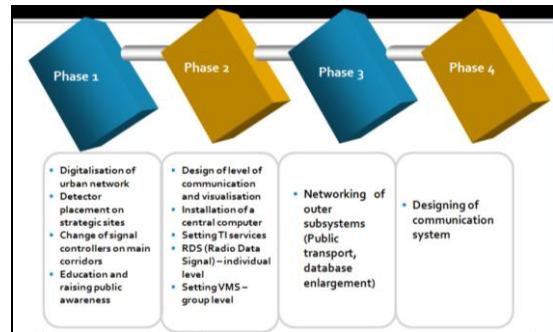 Phase 1
Phase 2
Phase 3
Phase 4
• Digitalisation of
urban network
• Detector
placement on
strategic sites
• Change of signal
controllers on main
corridors
• Education and
raising public
awareness
• Design of level of
communication
and visualisation
• Installation of a
central computer
• Setting TI services
• RDS (Radio Data
Signal) – individual
level
• Setting VMS –
group level
• Networking of
outer
subsystems
(Public
transport,
database
enlargement)
• Designing of
communication
system